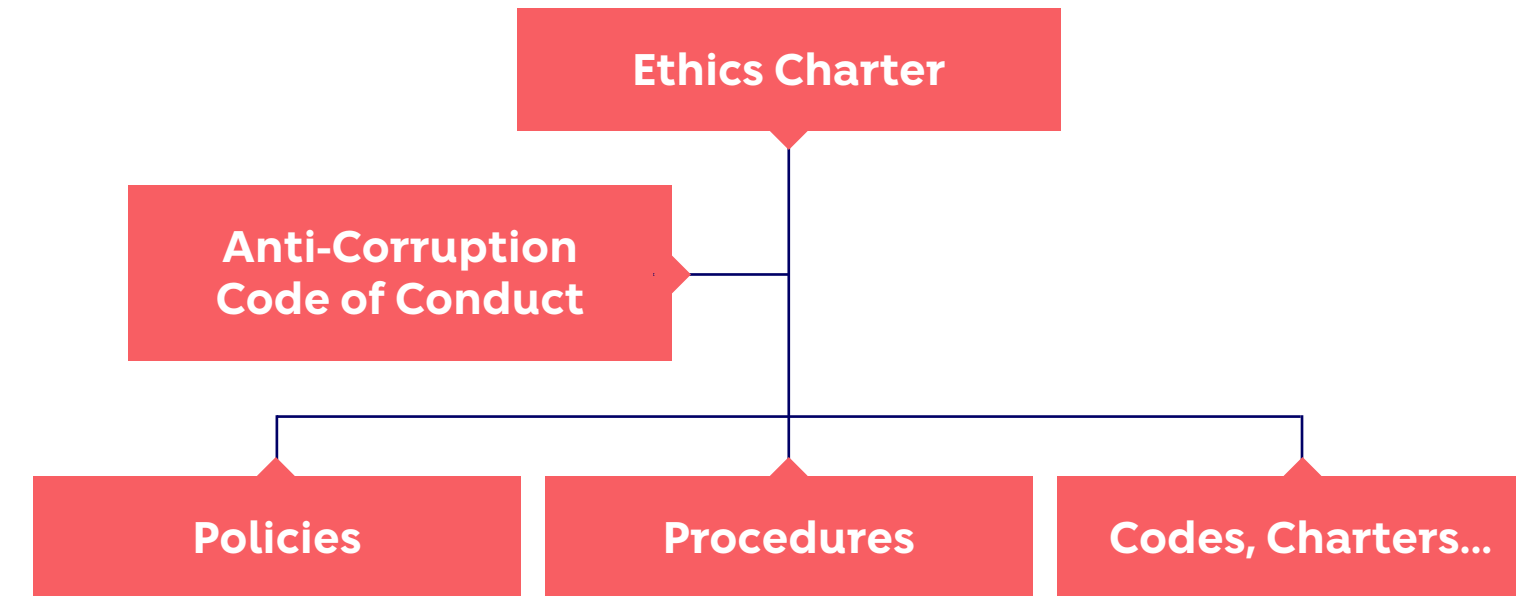 Ethics Charter
Anti-Corruption
Code of Conduct
Policies
Procedures
Codes, Charters...